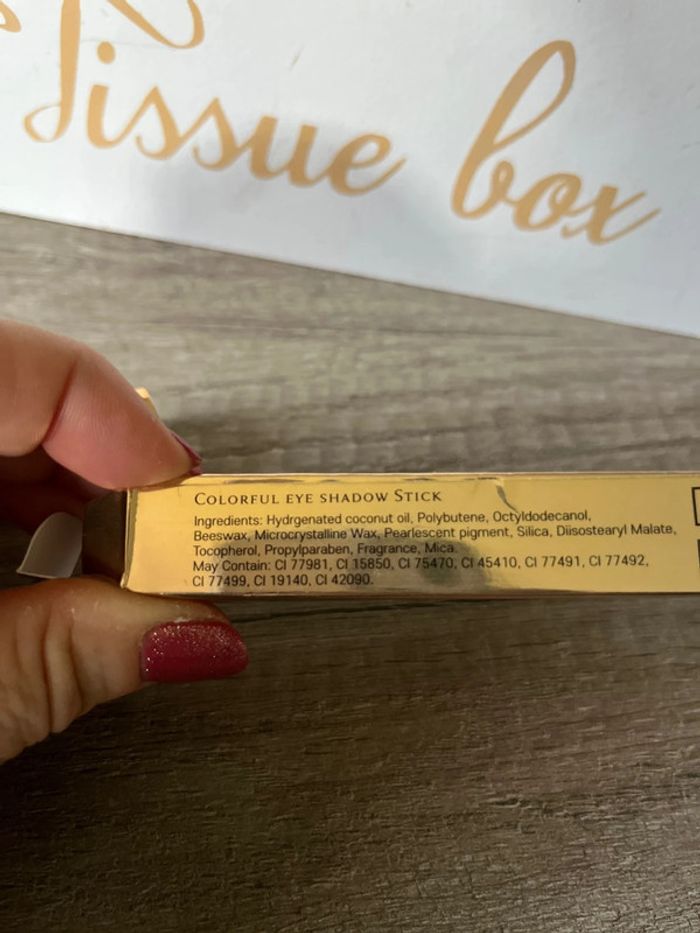 Tissue box
COLORFUL EYE SHADOW STICK
Ingredients: Hydrgenated coconut oil, Polybutene, Octyldodecanol,
Beeswax, Microcrystalline Wax, Pearlescent pigment, Silica, Diisostearyl Malate,
Tocopherol, Propylparaben, Fragrance, Mica.
May Contain: CI 77981, CI 15850, CI 75470, CI 45410, CI 77491, CI 77492,
CI 77499, CI 19140, CI 42090.